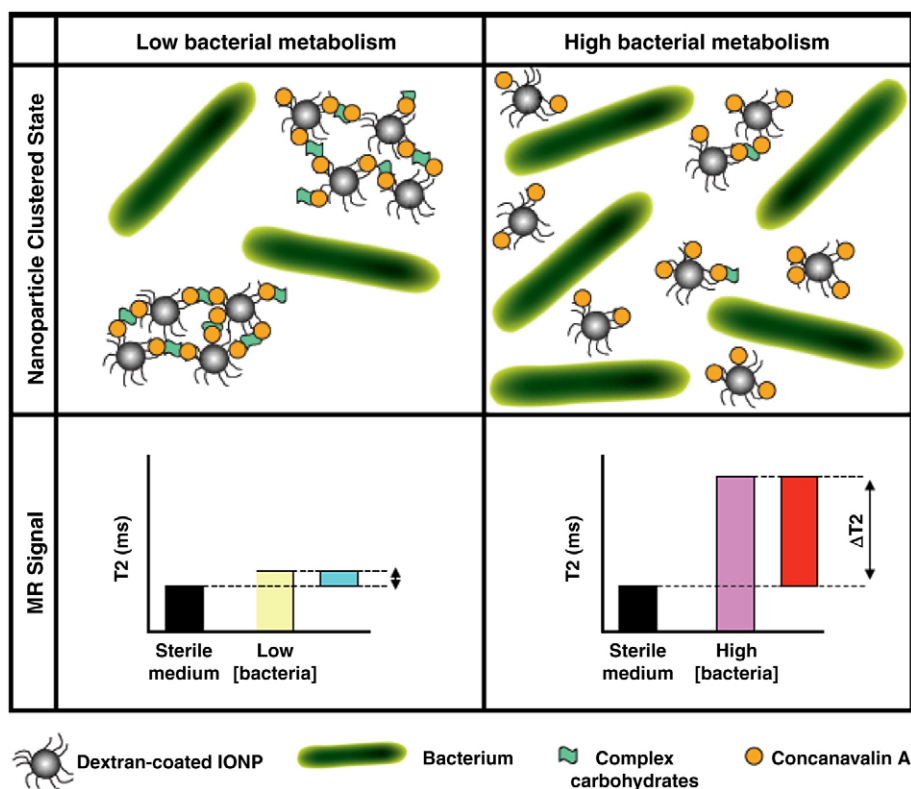 Low bacterial metabolism
High bacterial metabolism
Nanoparticle Clustered State
MR Signal
T2 (ms)
Sterile
medium
Low
[bacteria]
T2 (ms)
ΔT2
Sterile
medium
High
[bacteria]
Dextran-coated IONP
Bacterium
Complex
carbohydrates
Concanavalin A